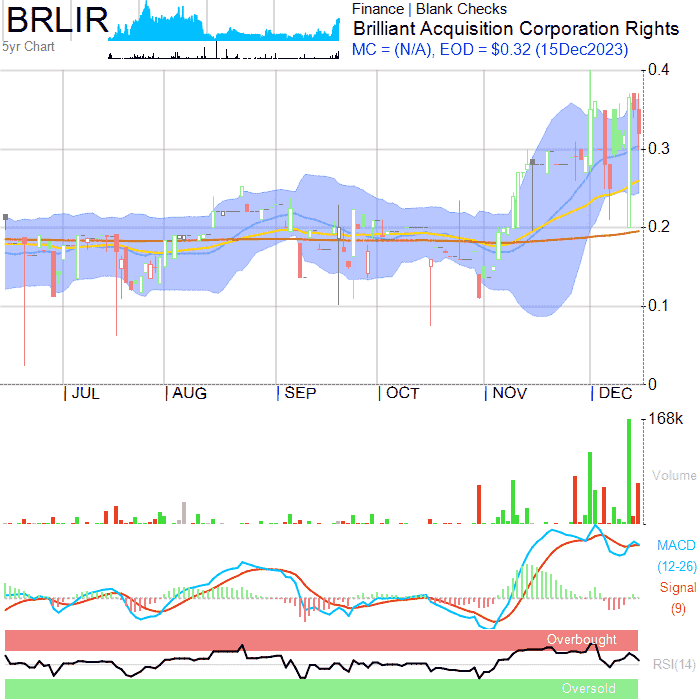 BRLIR
5yr Chart
Finance | Blank Checks
Brilliant Acquisition Corporation Rights
MC = (N/A), EOD = $0.32 (15Dec2023)
0.4
0.3
0.2
0.1
0
JUL AUG SEP OCT NOV DEC
168k
Volume
MACD
(12-26)
Signal
(9)
Overbought
RSI(14)
Oversold